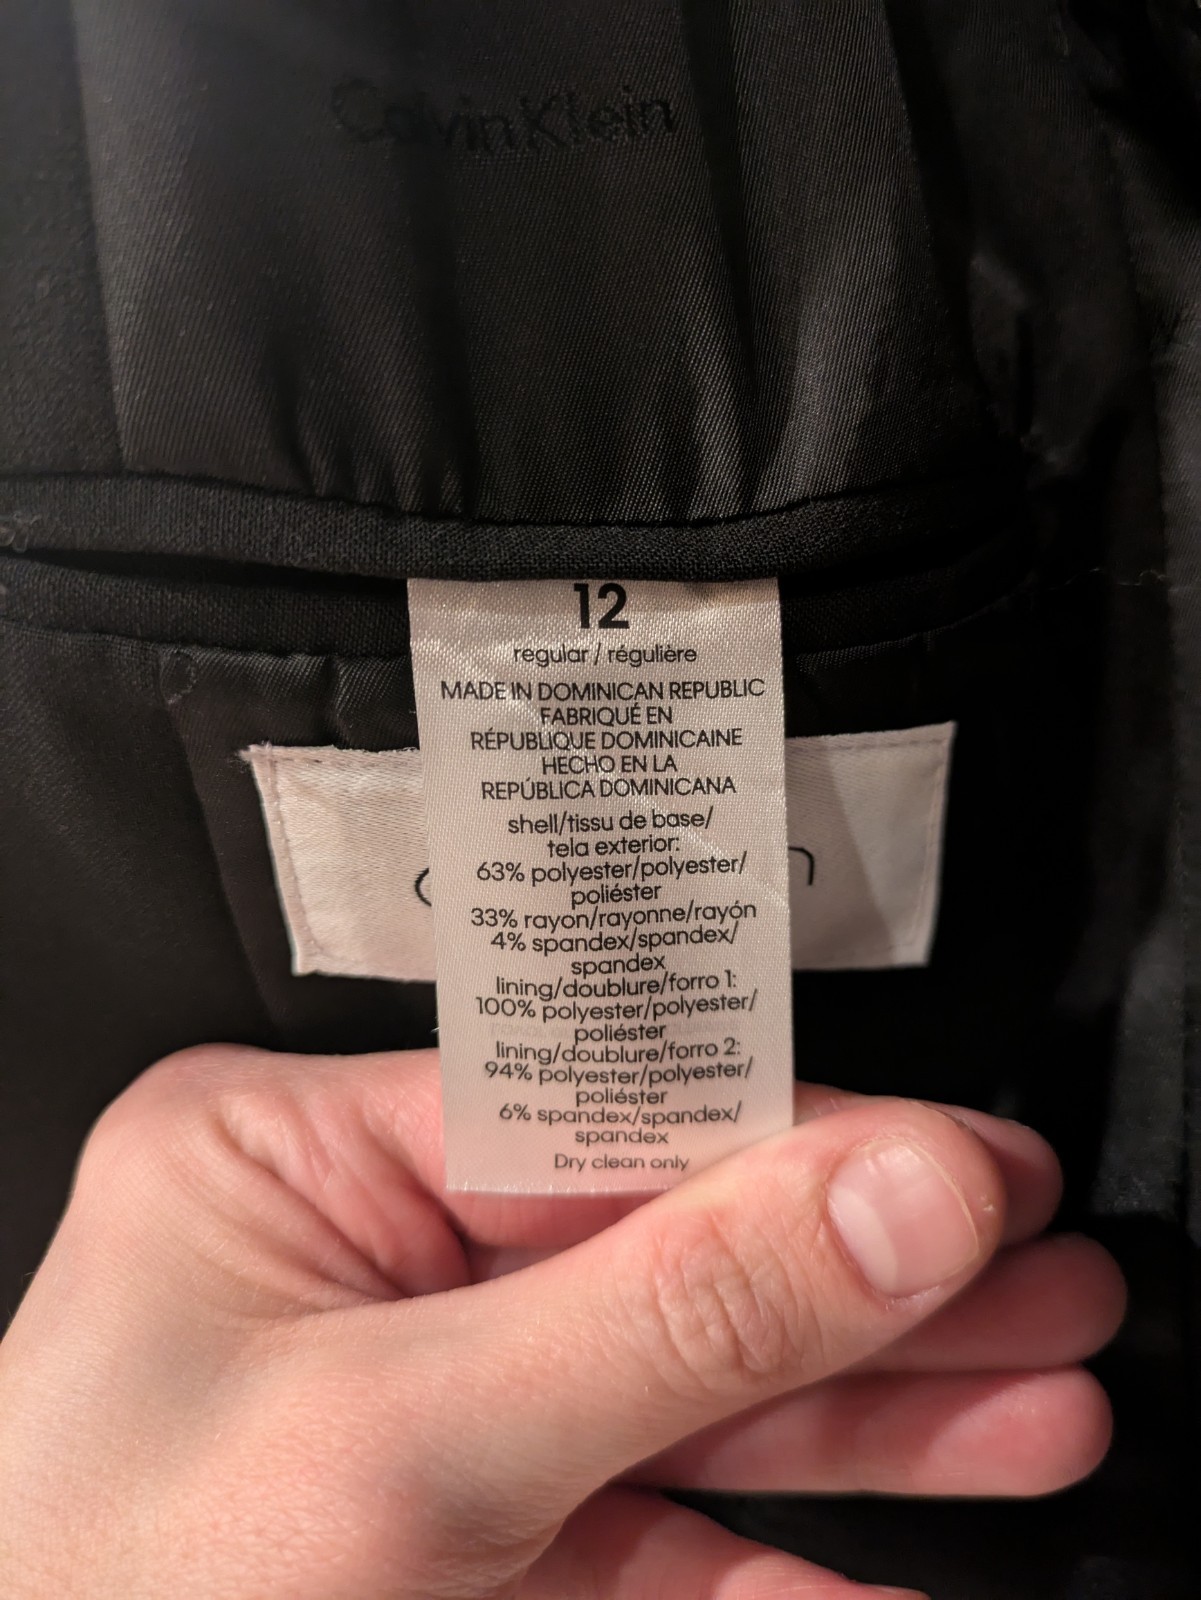 CalvinKlein
12
regular / régulière
MADE IN DOMINICAN REPUBLIC
FABRIQUÉ EN
RÉPUBLIQUE DOMINICAINE
HECHO EN LA
REPÚBLICA DOMINICANA
shell/tissu de base/
tela exterior:
63% polyester/polyester/
poliéster
33% rayon/rayonne/rayón
4% spandex/spandex/
spandex
lining/doublure/forro 1:
100% polyester/polyester/
poliéster
lining/doublure/forro 2:
94% polyester/polyester/
poliéster
6% spandex/spandex/
spandex
Dry clean only